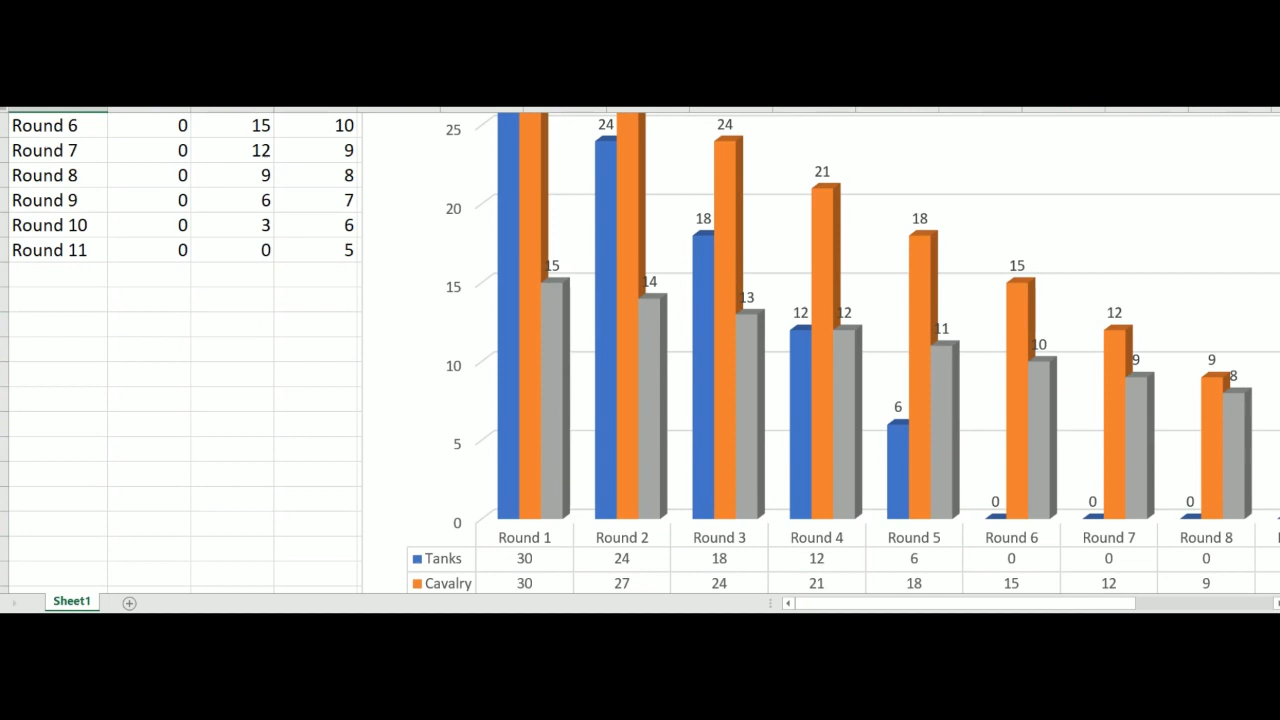 Round 6 0 15 10
Round 7 0 12 9
Round 8 0 9 8
Round 9 0 6 7
Round 10 0 3 6
Round 11 0 0 5
25
20
15
10
5
0
15
24
14
18
24
13
12
21
12
6
18
11
0
15
10
0
12
9
0
9
8
Round 1 Round 2 Round 3 Round 4 Round 5 Round 6 Round 7 Round 8
Tanks 30 24 18 12 6 0 0 0
Cavalry 30 27 24 21 18 15 12 9
Sheet1